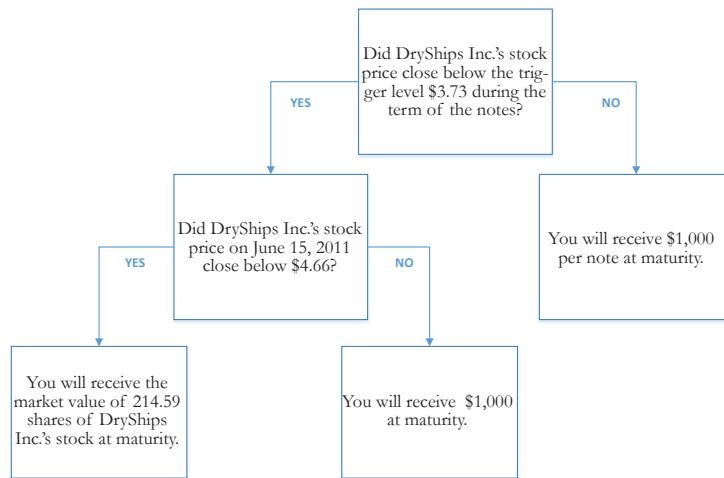 Did DryShips Inc.'s stock
price close below the trig-
ger level $3.73 during the
term of the notes?
YES
NO
Did DryShips Inc.'s stock
price on June 15, 2011
close below $4.66?
You will receive $1,000
per note at maturity.
YES
NO
You will receive the
market value of 214.59
shares of DryShips
Inc.'s stock at maturity.
You will receive $1,000
at maturity.